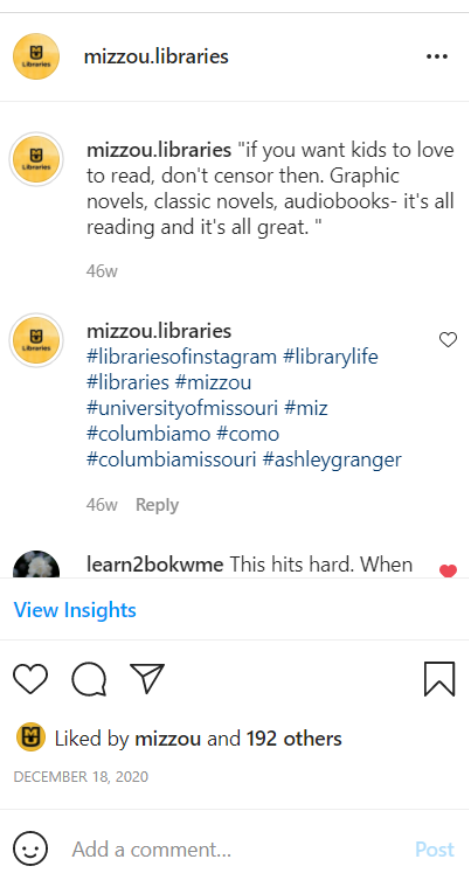 Libraries
mizzou.libraries
Libraries
mizzou.libraries "if you want kids to love
to read, don't censor then. Graphic
novels, classic novels, audiobooks- it's all
reading and it's all great. "
46w
Libraries
mizzou.libraries
#librariesofinstagram #librarylife
#libraries #mizzou
#universityofmissouri #miz
#columbiamo #como
#columbiamissouri #ashleygranger
46w Reply
learn2bokwme This hits hard. When
View Insights
Liked by mizzou and 192 others
DECEMBER 18, 2020
Add a comment...
Post